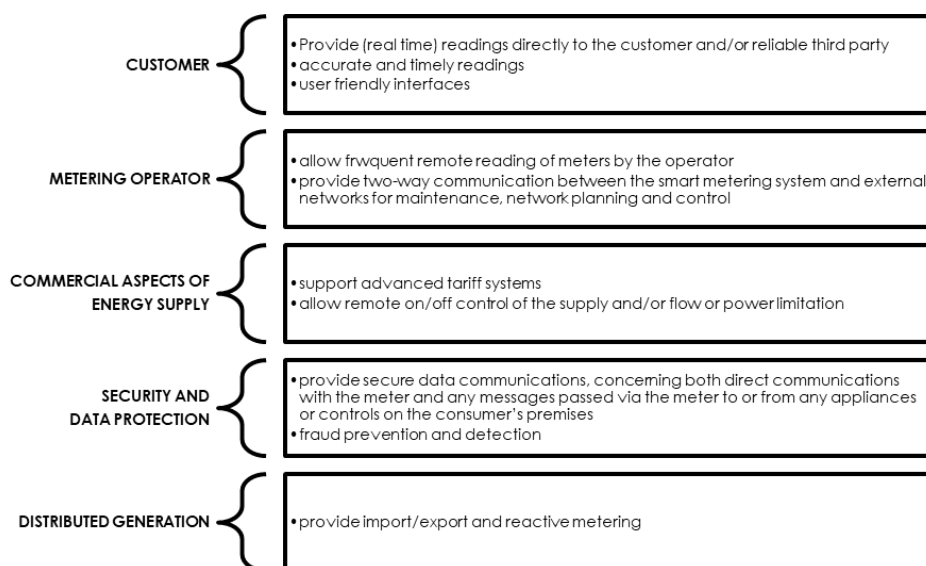 CUSTOMER
• Provide (real time) readings directly to the customer and/or reliable third party
• accurate and timely readings
• user friendly interfaces
METERING OPERATOR
• allow frwquent remote reading of meters by the operator
• provide two-way communication between the smart metering system and external
networks for maintenance, network planning and control
COMMERCIAL ASPECTS OF
ENERGY SUPPLY
• support advanced tariff systems
• allow remote on/off control of the supply and/or flow or power limitation
SECURITY AND
DATA PROTECTION
• provide secure data communications, concerning both direct communications
with the meter and any messages passed via the meter to or from any appliances
or controls on the consumer's premises
• fraud prevention and detection
DISTRIBUTED GENERATION
• provide import/export and reactive metering